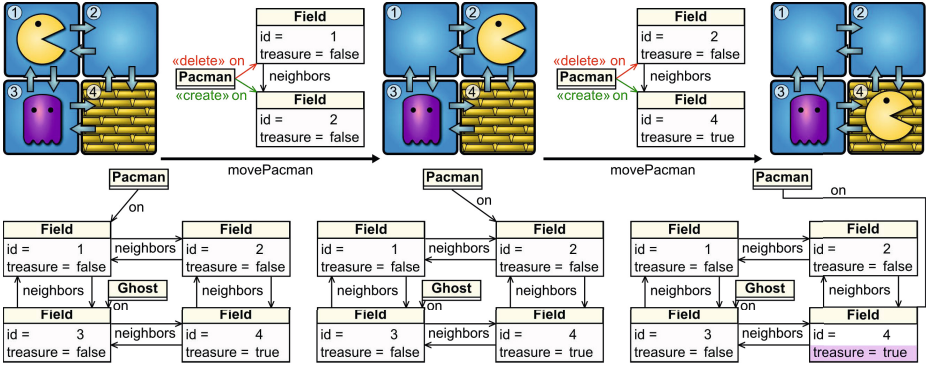 1 2
3 4
Field
id = 1
treasure = false
«delete» on
Pacman
neighbors
«create» on
Field
id = 2
treasure = false
movePacman
1 2
3 4
Field
id = 2
treasure = false
«delete» on
Pacman
neighbors
«create» on
Field
id = 4
treasure = true
movePacman
1 2
3 4
Pacman
on
Field
id = 1
treasure = false
neighbors
Field
id = 2
treasure = false
neighbors
Ghost
on
neighbors
Field
id = 3
treasure = false
neighbors
Field
id = 4
treasure = true
Pacman
on
Field
id = 1
treasure = false
neighbors
Field
id = 2
treasure = false
neighbors
Ghost
on
neighbors
Field
id = 3
treasure = false
neighbors
Field
id = 4
treasure = true
Pacman
on
Field
id = 1
treasure = false
neighbors
Field
id = 2
treasure = false
neighbors
Ghost
on
neighbors
Field
id = 3
treasure = false
neighbors
Field
id = 4
treasure = true